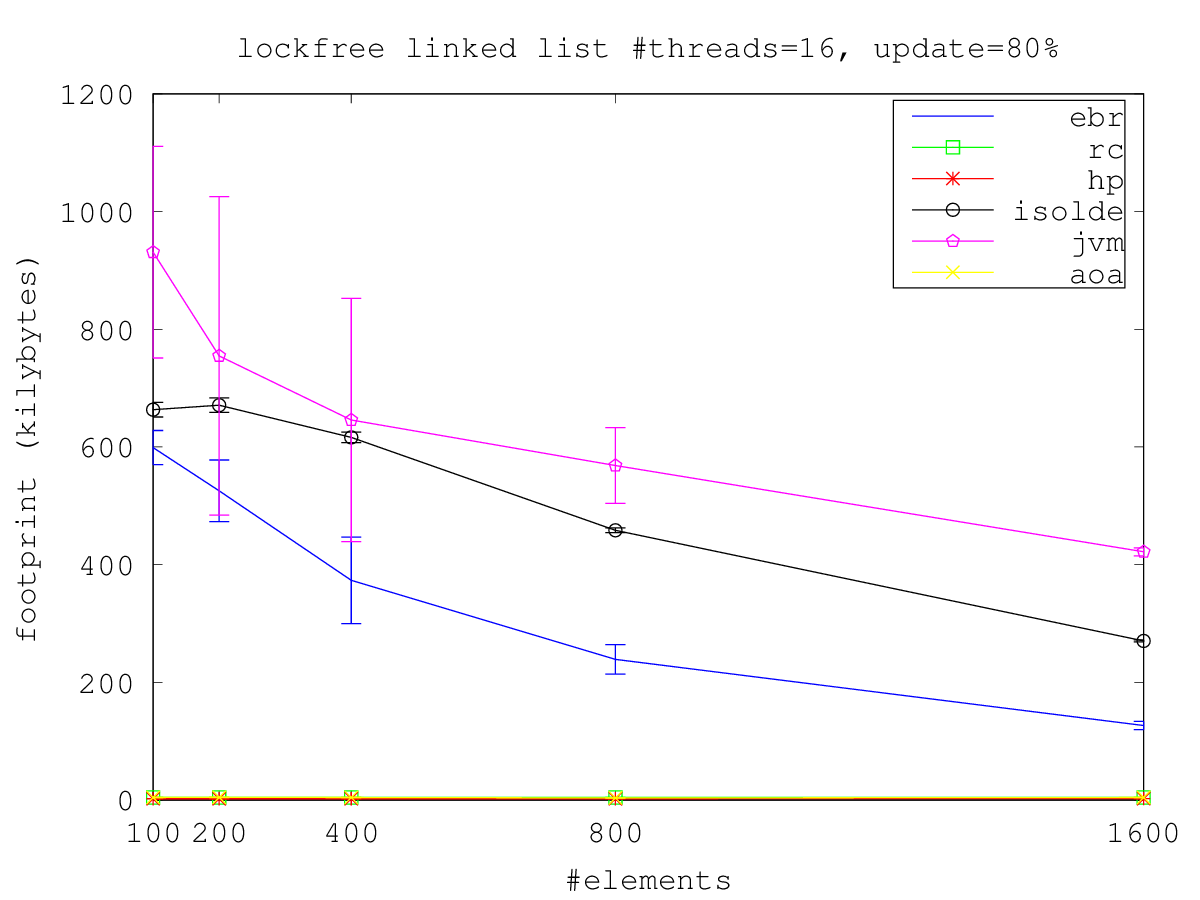 lockfree linked list #threads=16, update=80%
1200
1000
800
600
400
200
0
footprint (kilybytes)
ebr
rc
hp
isolde
jvm
aoa
100 200 400 800 1600
#elements